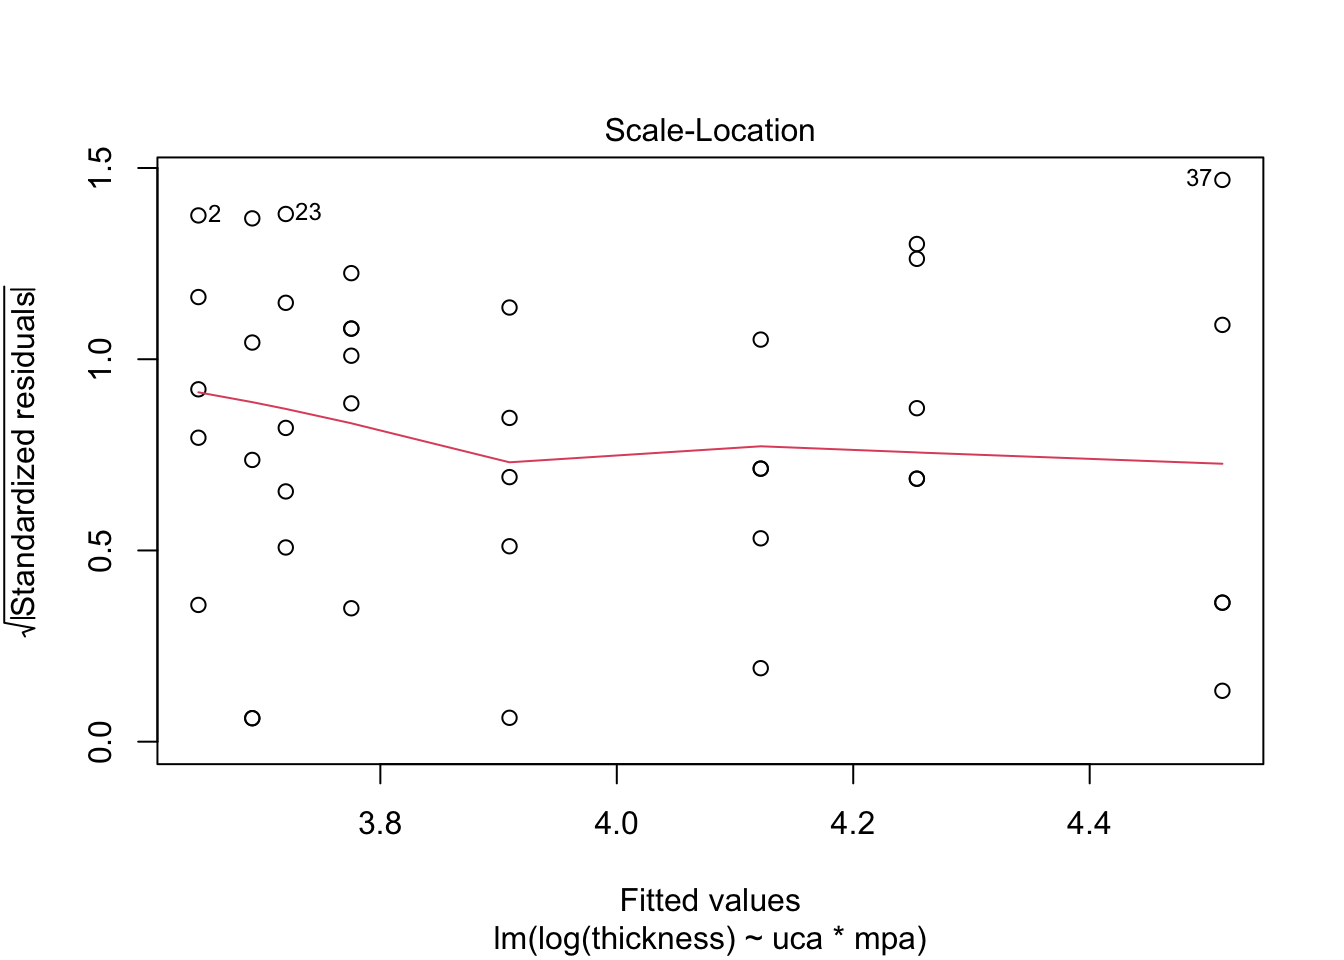 Scale-Location
√|Standardized residuals|
1.5
1.0
0.5
0.0
2
23
37
3.8
4.0
4.2
4.4
Fitted values
lm(log(thickness) ~ uca * mpa)